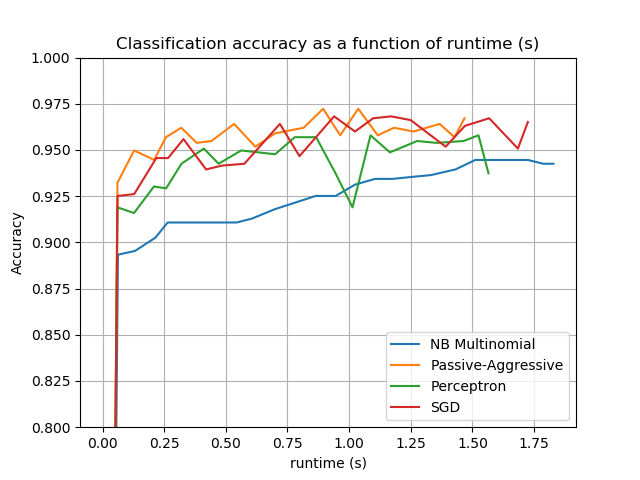 Classification accuracy as a function of runtime (s)
1.000
0.975
0.950
0.925
0.900
0.875
0.850
0.825
0.800
Accuracy
NB Multinomial
Passive-Aggressive
Perceptron
SGD
0.00 0.25 0.50 0.75 1.00 1.25 1.50 1.75
runtime (s)